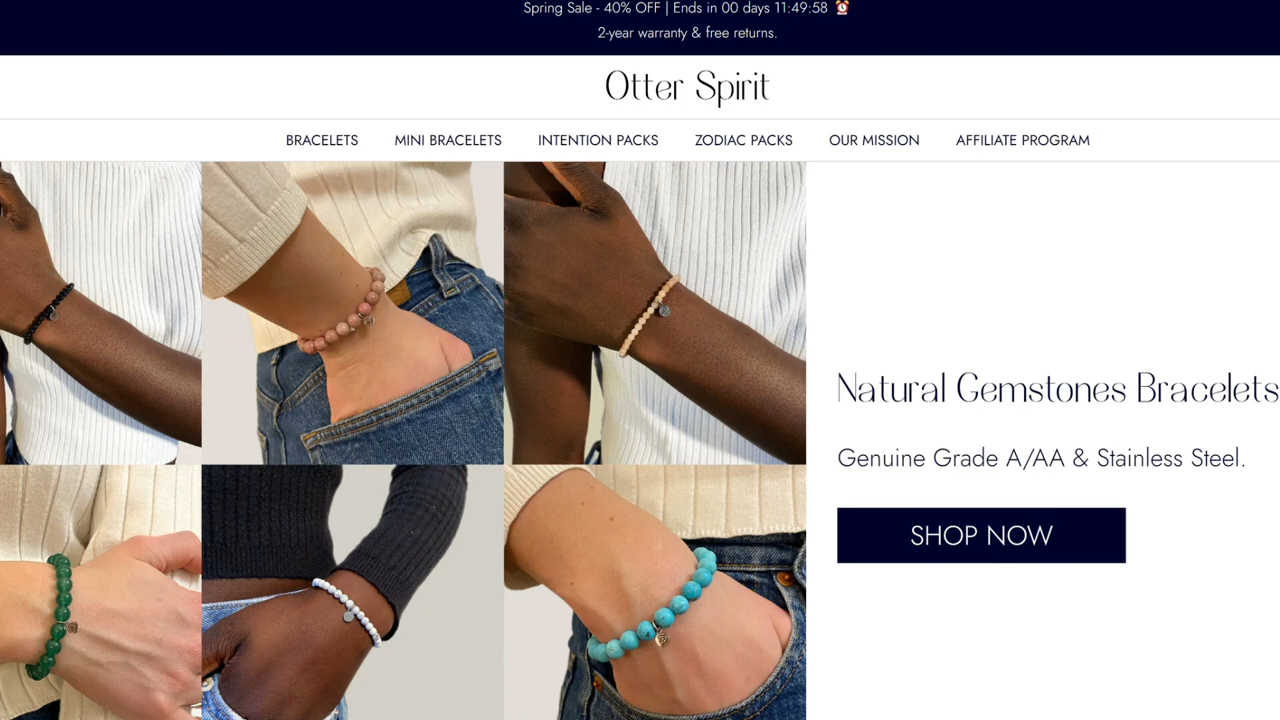 Spring Sale - 40% OFF | Ends in 00 days 11:49:58 ⏰
2-year warranty & free returns.
Otter Spirit
BRACELETS MINI BRACELETS INTENTION PACKS ZODIAC PACKS OUR MISSION AFFILIATE PROGRAM
Natural Gemstones Bracelets
Genuine Grade A/AA & Stainless Steel.
SHOP NOW